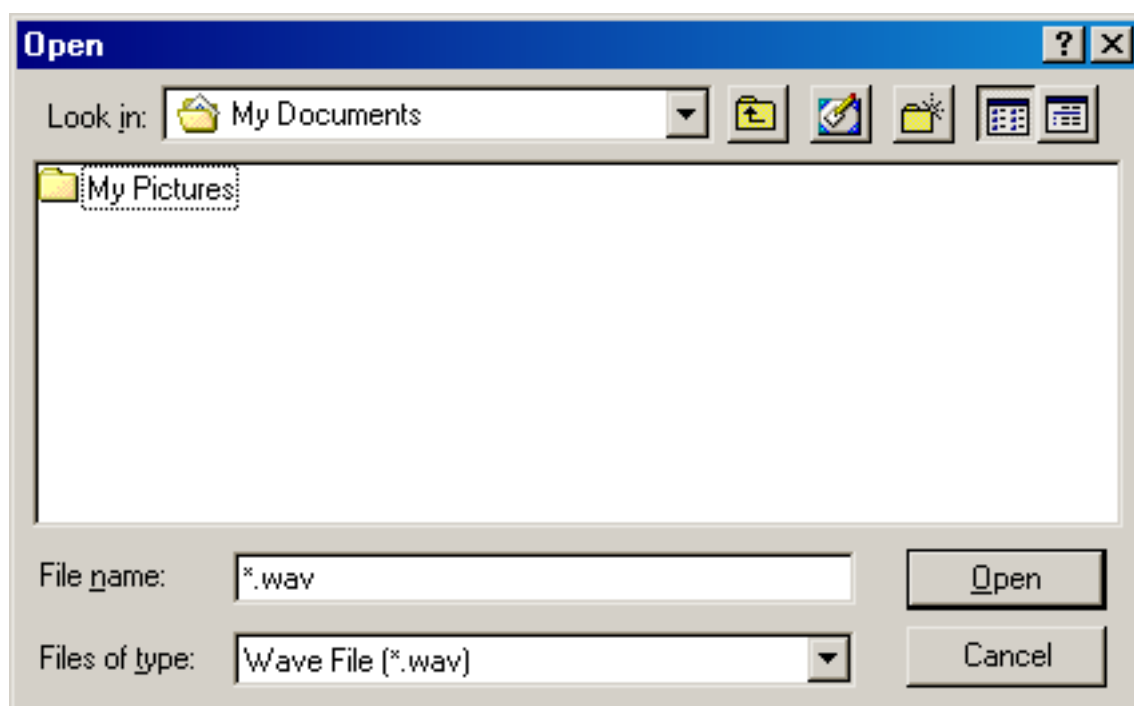 Open
Look in: My Documents
My Pictures
File name: *.wav Open
Files of type: Wave File (*.wav) Cancel